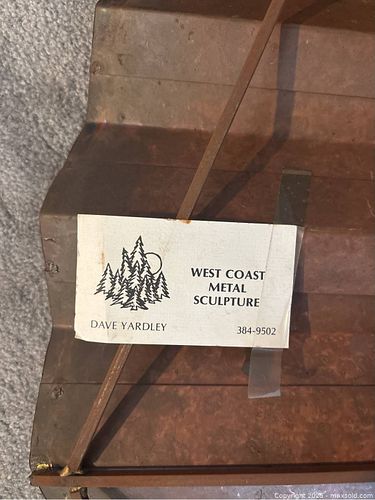 WEST COAST
METAL
SCULPTURE
DAVE YARDLEY 384-9502
Copyright 2025 - maxsold.com